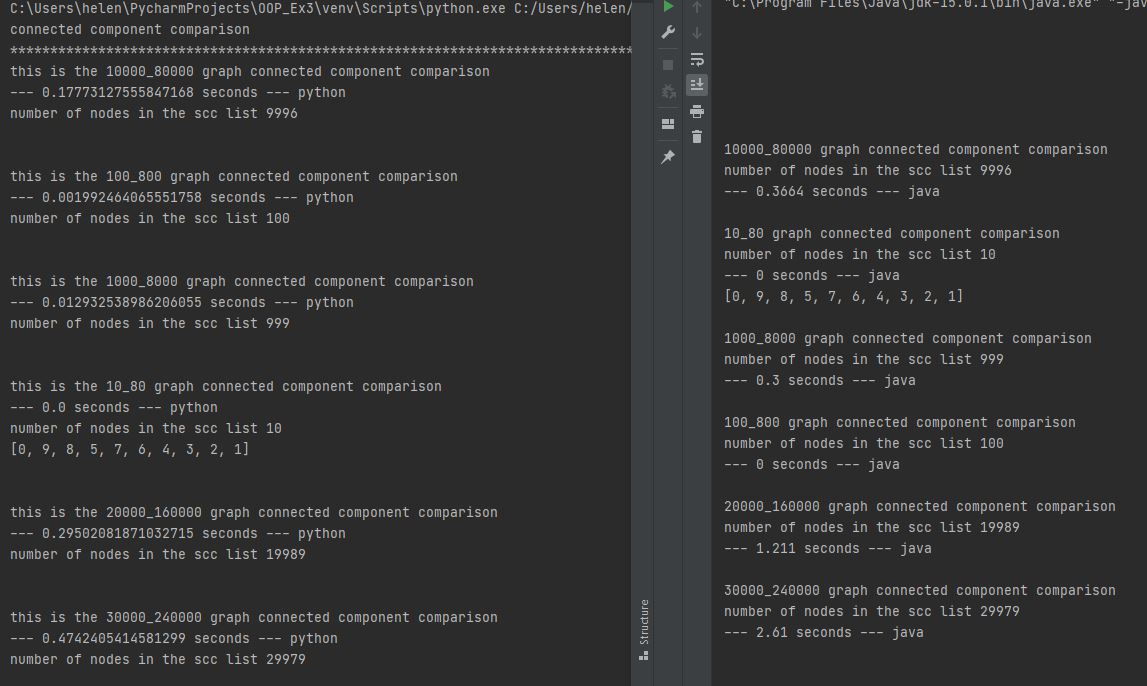 C:\Users\helen\PycharmProjects\OOP_Ex3\venv\Scripts\python.exe C:/Users/helen/
connected component comparison
******************************************************************************
this is the 10000_80000 graph connected component comparison
--- 0.17773127555847168 seconds --- python
number of nodes in the scc list 9996
this is the 100_800 graph connected component comparison
--- 0.001992464065551758 seconds --- python
number of nodes in the scc list 100
this is the 1000_8000 graph connected component comparison
--- 0.012932538986206055 seconds --- python
number of nodes in the scc list 999
this is the 10_80 graph connected component comparison
--- 0.0 seconds --- python
number of nodes in the scc list 10
[0, 9, 8, 5, 7, 6, 4, 3, 2, 1]
this is the 20000_160000 graph connected component comparison
--- 0.29502081871032715 seconds --- python
number of nodes in the scc list 19989
this is the 30000_240000 graph connected component comparison
--- 0.4742405414581299 seconds --- python
number of nodes in the scc list 29979
Structure
"C:\Program Files\Java\jdk-15.0.1\bin\java.exe" "-jav
10000_80000 graph connected component comparison
number of nodes in the scc list 9996
--- 0.3664 seconds --- java
10_80 graph connected component comparison
number of nodes in the scc list 10
--- 0 seconds --- java
[0, 9, 8, 5, 7, 6, 4, 3, 2, 1]
1000_8000 graph connected component comparison
number of nodes in the scc list 999
--- 0.3 seconds --- java
100_800 graph connected component comparison
number of nodes in the scc list 100
--- 0 seconds --- java
20000_160000 graph connected component comparison
number of nodes in the scc list 19989
--- 1.211 seconds --- java
30000_240000 graph connected component comparison
number of nodes in the scc list 29979
--- 2.61 seconds --- java